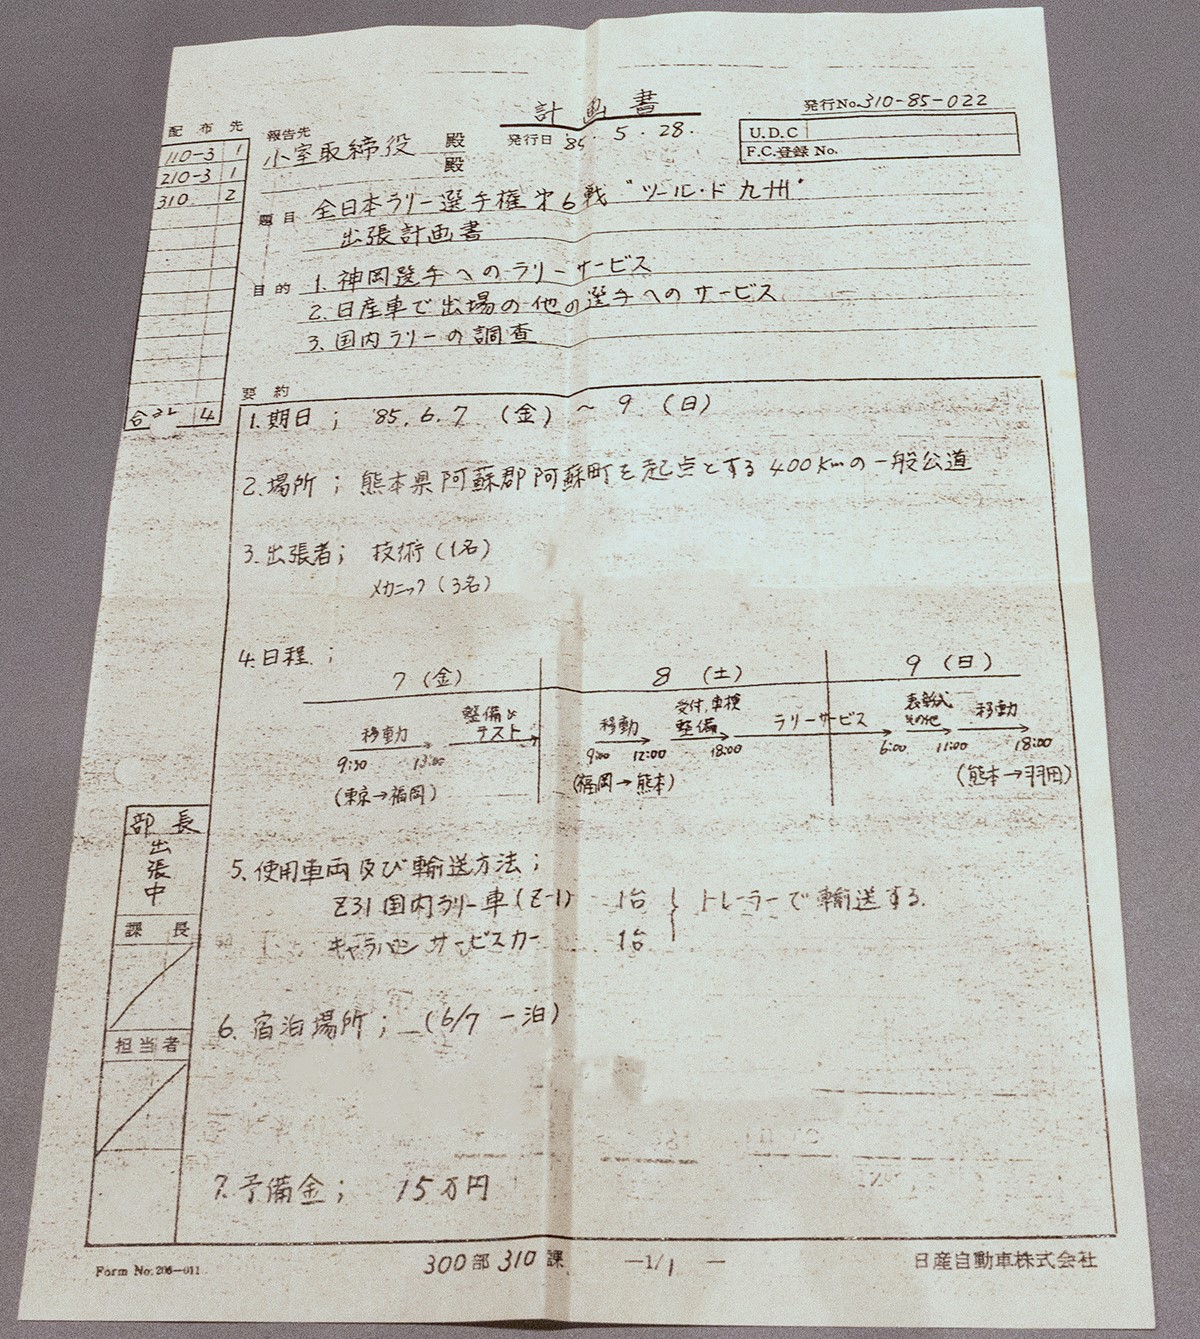 計画書
発行No.310-85-022
配布先
110-3 1
210-3 1
310 2
合計 4
報告先
小室取締役 殿
殿
発行日 '85. 5. 28.
U.D.C
F.C.登録 No.
題目 全日本ラリー選手権第6戦"ツール・ド九州"
出張計画書
目的 1. 神岡選手へのラリーサービス
2. 日産車で出場の他の選手へのサービス
3. 国内ラリーの調査
要約
1. 期日; '85. 6. 7 (金) ~ 9 (日)
2. 場所; 熊本県阿蘇郡阿蘇町を起点とする400kmの一般公道
3. 出張者; 技術(1名)
メカニック(3名)
4. 日程;
7 (金) 8 (土) 9 (日)
移動 整備&テスト 移動 受付,車検 整備 ラリーサービス 表彰式 その他 移動
9:30 13:00 9:00 12:00 18:00 6:00 11:00 18:00
(東京→福岡) (福岡→熊本) (熊本→羽田)
部長
出張中
課長
担当者
5. 使用車両及び輸送方法;
Z31国内ラリー車(Z-1) 1台 } トレーラーで輸送する.
キャラバン サービスカー 1台
6. 宿泊場所; (6/7 一泊)
7. 予備金; 15万円
Form No. 206-011
300部310課
—1/1—
日産自動車株式会社